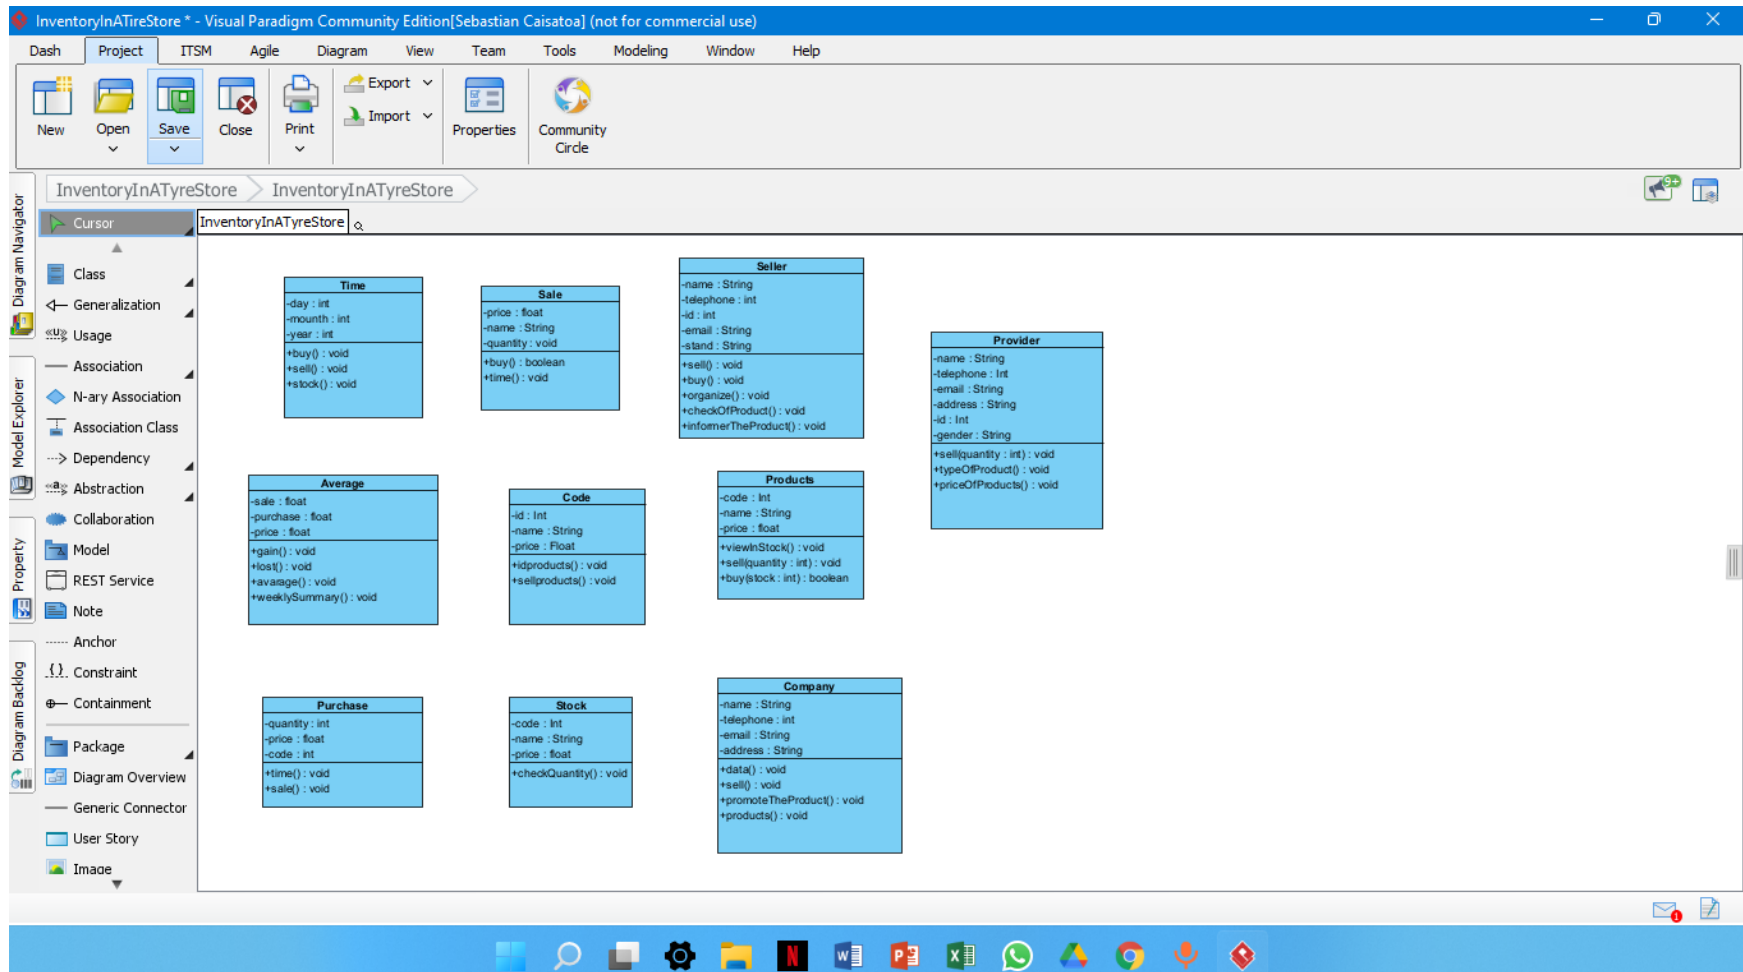 InventoryInATireStore * - Visual Paradigm Community Edition[Sebastian Caisatoa] (not for commercial use)
Dash Project ITSM Agile Diagram View Team Tools Modeling Window Help
New
Open
Save
Close
Print
Export
Import
Properties
Community
Circle
InventoryInATyreStore InventoryInATyreStore
9+
Diagram Navigator
Model Explorer
Property
Diagram Backlog
Cursor
Class
Generalization
«U» Usage
Association
N-ary Association
Association Class
Dependency
«a» Abstraction
Collaboration
Model
REST Service
Note
Anchor
{} Constraint
Containment
Package
Diagram Overview
Generic Connector
User Story
Image
InventoryInATyreStore
Time
-day : int
-mounth : int
-year : int
+buy() : void
+sell() : void
+stock() : void
Sale
-price : float
-name : String
-quantity : void
+buy() : boolean
+time() : void
Seller
-name : String
-telephone : int
-id : int
-email : String
-stand : String
+sell() : void
+buy() : void
+organize() : void
+checkOfProduct() : void
+informerTheProduct() : void
Provider
-name : String
-telephone : Int
-email : String
-address : String
-id : Int
-gender : String
+sell(quantity : int) : void
+typeOfProduct() : void
+priceOfProducts() : void
Average
-sale : float
-purchase : float
-price : float
+gain() : void
+lost() : void
+avarage() : void
+weeklySummary() : void
Code
-id : Int
-name : String
-price : Float
+idproducts() : void
+sellproducts() : void
Products
-code : Int
-name : String
-price : float
+viewInStock() : void
+sell(quantity : int) : void
+buy(stock : int) : boolean
Purchase
-quantity : int
-price : float
-code : int
+time() : void
+sale() : void
Stock
-code : Int
-name : String
-price : float
+checkQuantity() : void
Company
-name : String
-telephone : int
-email : String
-address : String
+data() : void
+sell() : void
+promoteTheProduct() : void
+products() : void
1
N
W
P
X